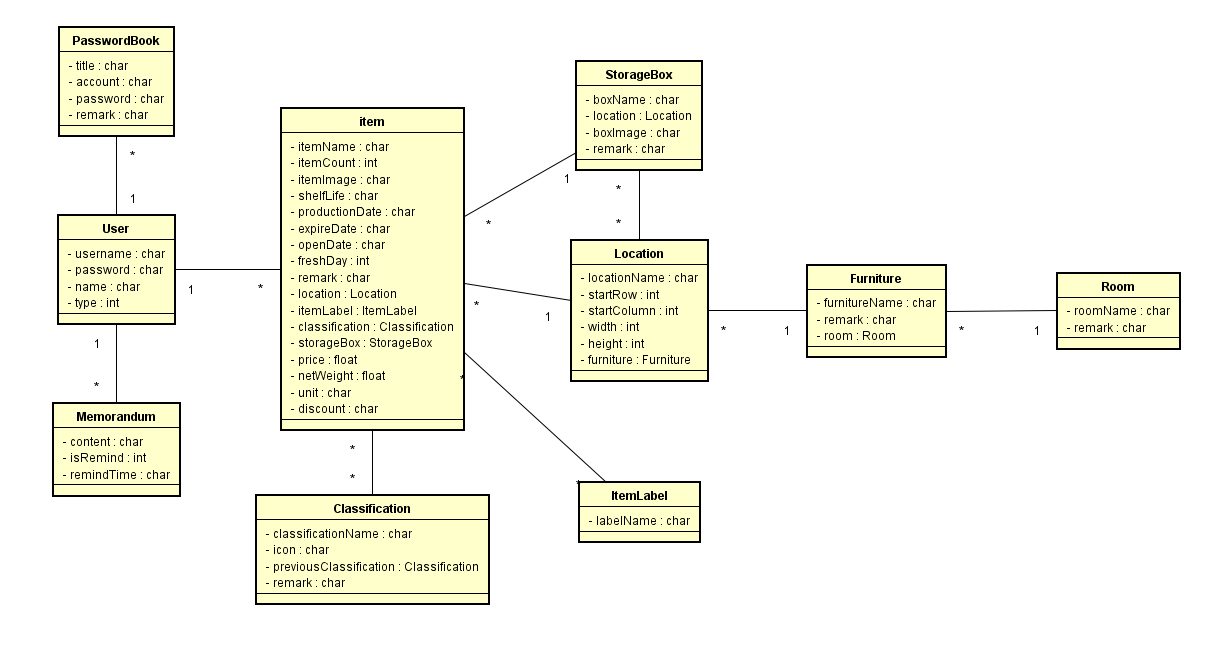 PasswordBook
- title : char
- account : char
- password : char
- remark : char
*
1
User
- username : char
- password : char
- name : char
- type : int
1
*
1
*
Memorandum
- content : char
- isRemind : int
- remindTime : char
item
- itemName : char
- itemCount : int
- itemImage : char
- shelfLife : char
- productionDate : char
- expireDate : char
- openDate : char
- freshDay : int
- remark : char
- location : Location
- itemLabel : ItemLabel
- classification : Classification
- storageBox : StorageBox
- price : float
- netWeight : float
- unit : char
- discount : char
*
*
Classification
- classificationName : char
- icon : char
- previousClassification : Classification
- remark : char
StorageBox
- boxName : char
- location : Location
- boxImage : char
- remark : char
1
*
*
*
Location
- locationName : char
- startRow : int
- startColumn : int
- width : int
- height : int
- furniture : Furniture
*
1
*
*
ItemLabel
- labelName : char
*
1
Furniture
- furnitureName : char
- remark : char
- room : Room
*
1
Room
- roomName : char
- remark : char